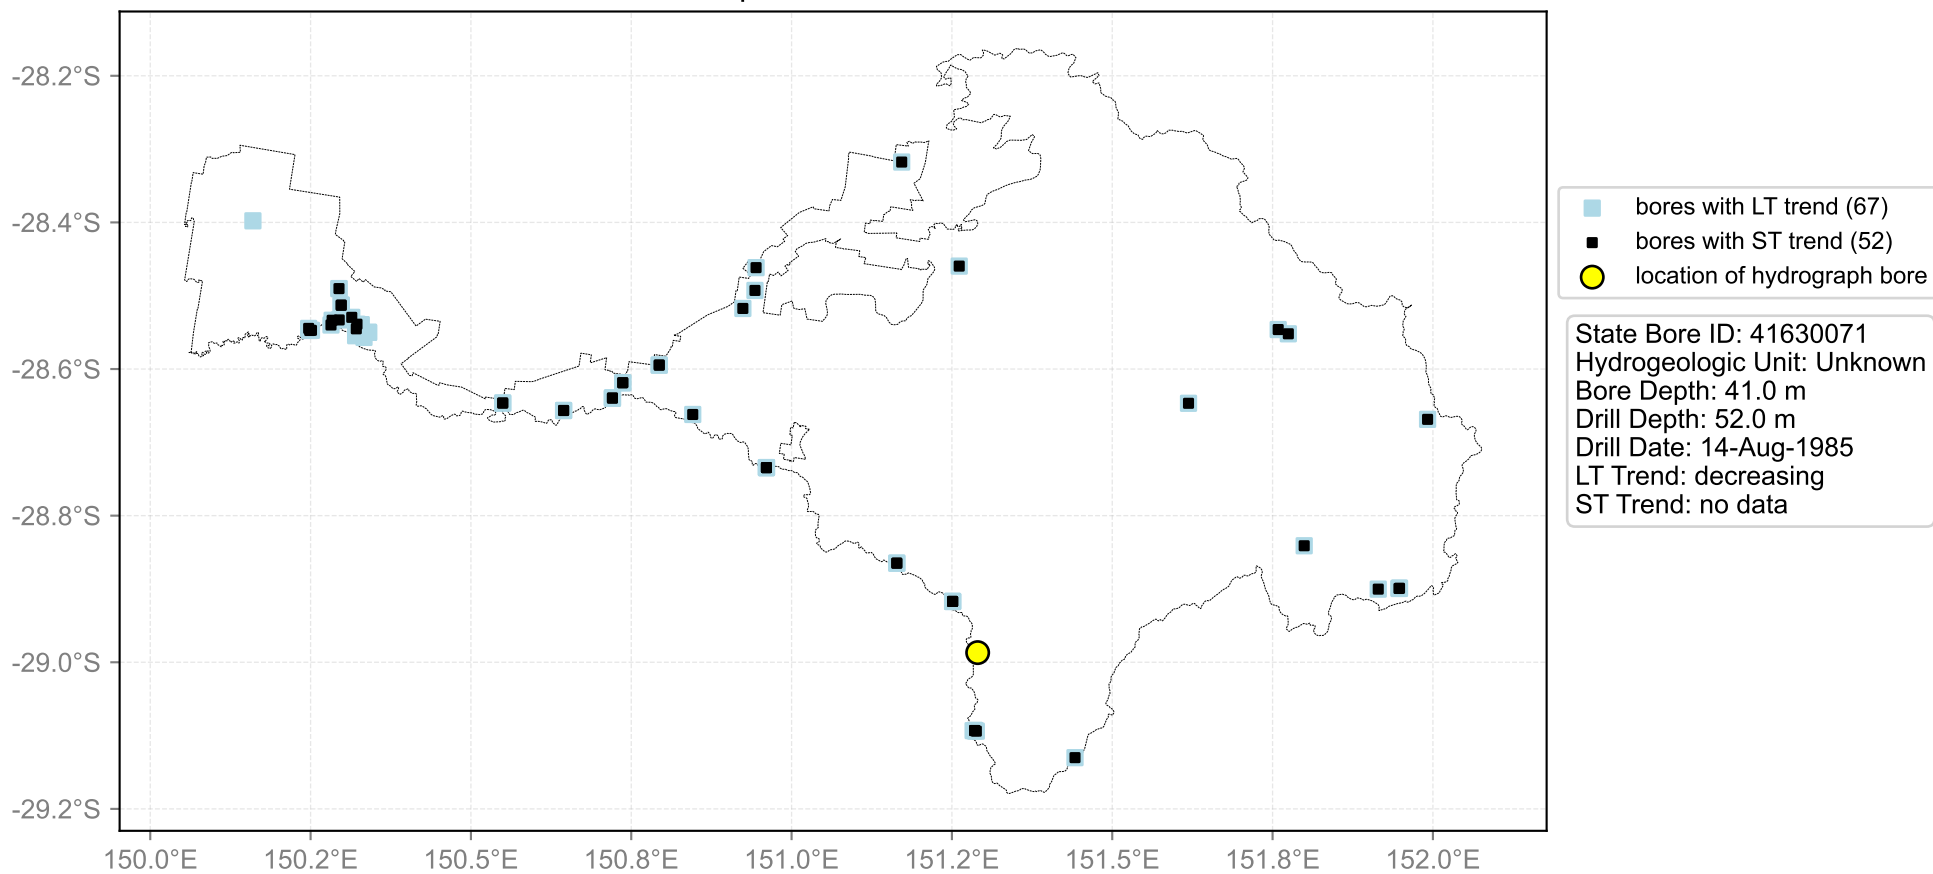 -28.2°S
-28.4°S
-28.6°S
-28.8°S
-29.0°S
-29.2°S
150.0°E
150.2°E
150.5°E
150.8°E
151.0°E
151.2°E
151.5°E
151.8°E
152.0°E
bores with LT trend (67)
bores with ST trend (52)
location of hydrograph bore
State Bore ID: 41630071
Hydrogeologic Unit: Unknown
Bore Depth: 41.0 m
Drill Depth: 52.0 m
Drill Date: 14-Aug-1985
LT Trend: decreasing
ST Trend: no data